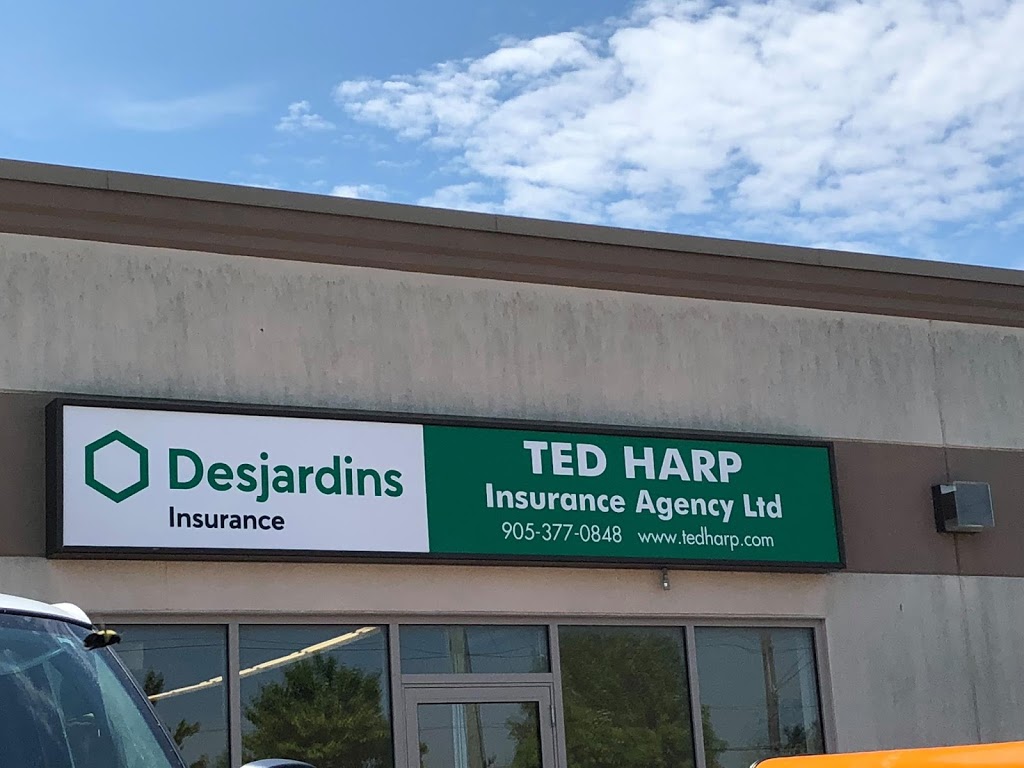 Desjardins
Insurance
TED HARP
Insurance Agency Ltd
905-377-0848 www.tedharp.com